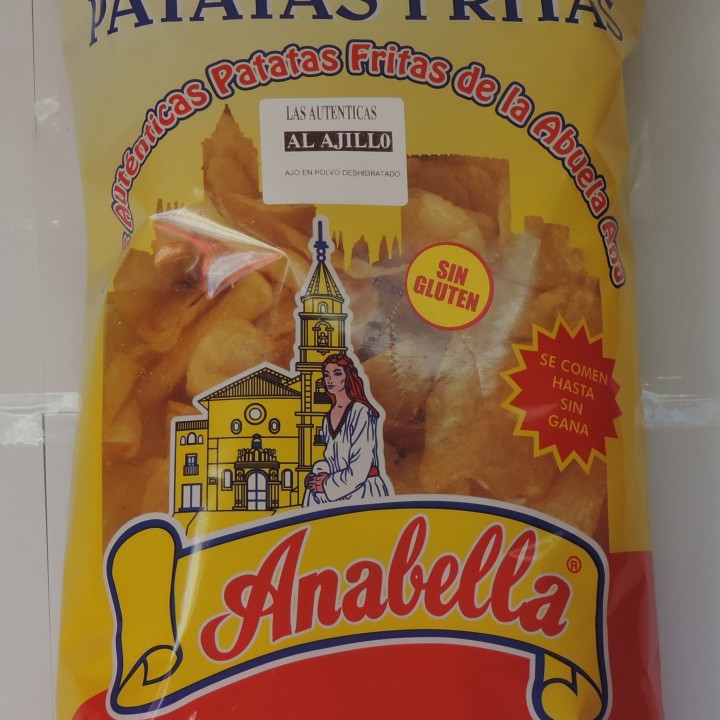 PATATAS FRITAS
Auténticas Patatas Fritas de la Abuela
LAS AUTENTICAS
AL AJILLO
AJO EN POLVO DESHIDRATADO
SIN
GLUTEN
SE COMEN
HASTA
SIN
GANA
Anabella®